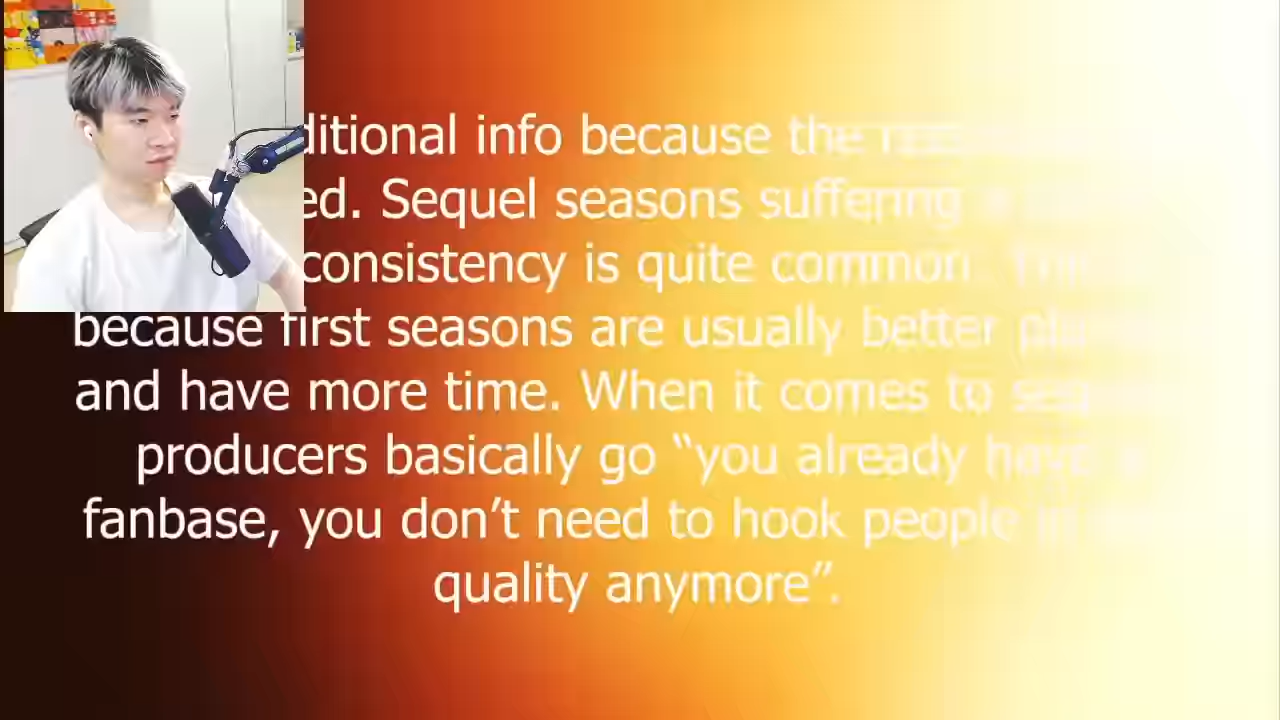 ditional info because the
ed. Sequel seasons suffering a
consistency is quite common.
because first seasons are usually better
and have more time. When it comes to
producers basically go “you already have a
fanbase, you don’t need to hook people
quality anymore”.